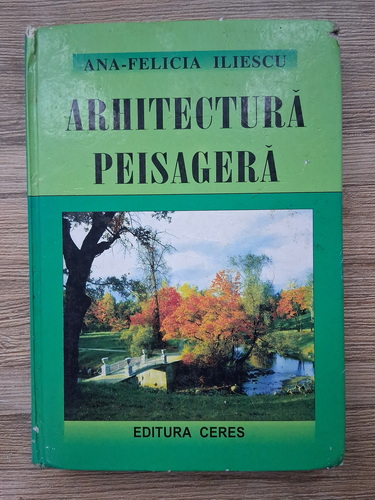 ANA-FELICIA ILIESCU
ARHITECTURĂ
PEISAGERĂ
EDITURA CERES